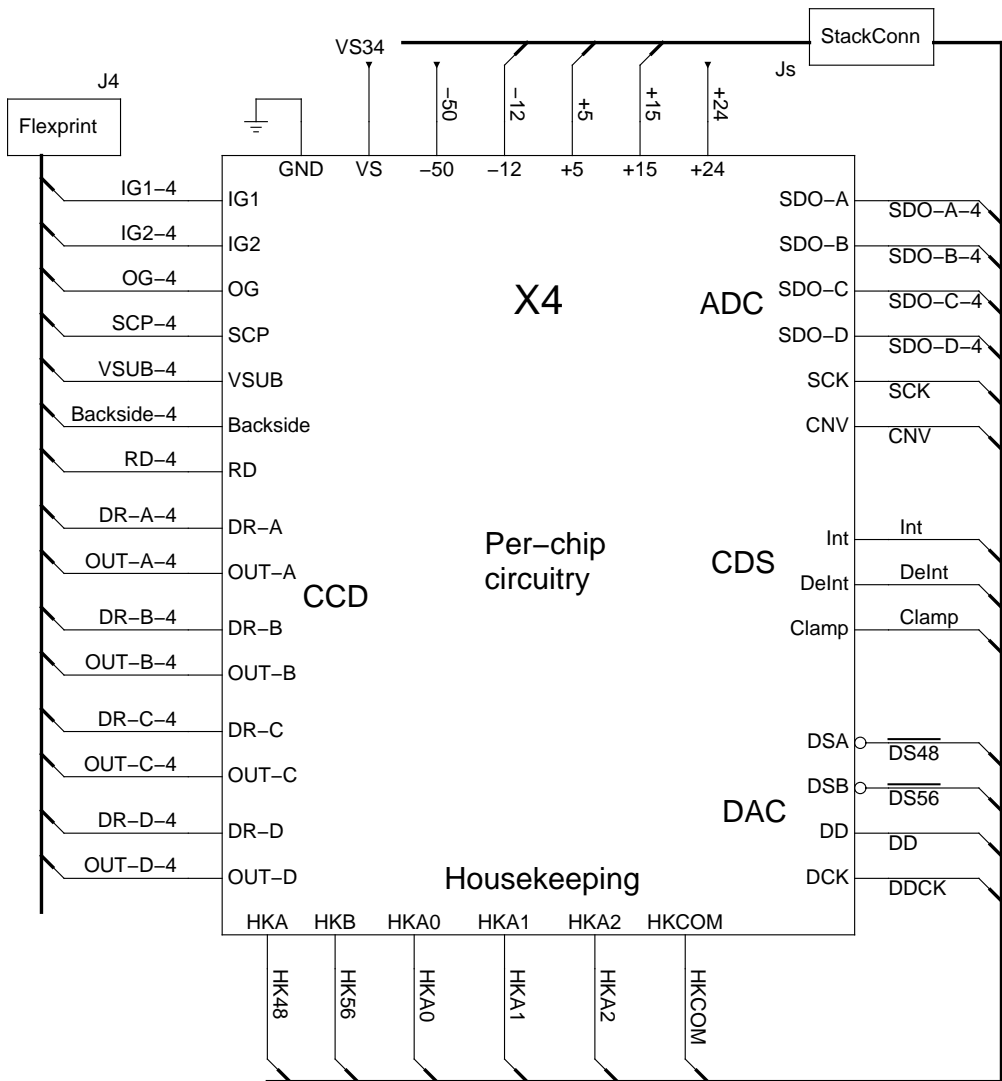 StackConn
VS34
Js
J4
Flexprint
−50
−12
+5
+15
+24
GND VS −50 −12 +5 +15 +24
IG1−4 IG1
IG2−4 IG2
OG−4 OG
SCP−4 SCP
VSUB−4 VSUB
Backside−4 Backside
RD−4 RD
DR−A−4 DR−A
OUT−A−4 OUT−A
DR−B−4 DR−B
OUT−B−4 OUT−B
DR−C−4 DR−C
OUT−C−4 OUT−C
DR−D−4 DR−D
OUT−D−4 OUT−D
CCD
X4
Per−chip
circuitry
Housekeeping
ADC
SDO−A SDO−A−4
SDO−B SDO−B−4
SDO−C SDO−C−4
SDO−D SDO−D−4
SCK SCK
CNV CNV
CDS
Int Int
DeInt DeInt
Clamp Clamp
DAC
DSA DS48
DSB DS56
DD DD
DCK DDCK
HKA HKB HKA0 HKA1 HKA2 HKCOM
HK48
HK56
HKA0
HKA1
HKA2
HKCOM